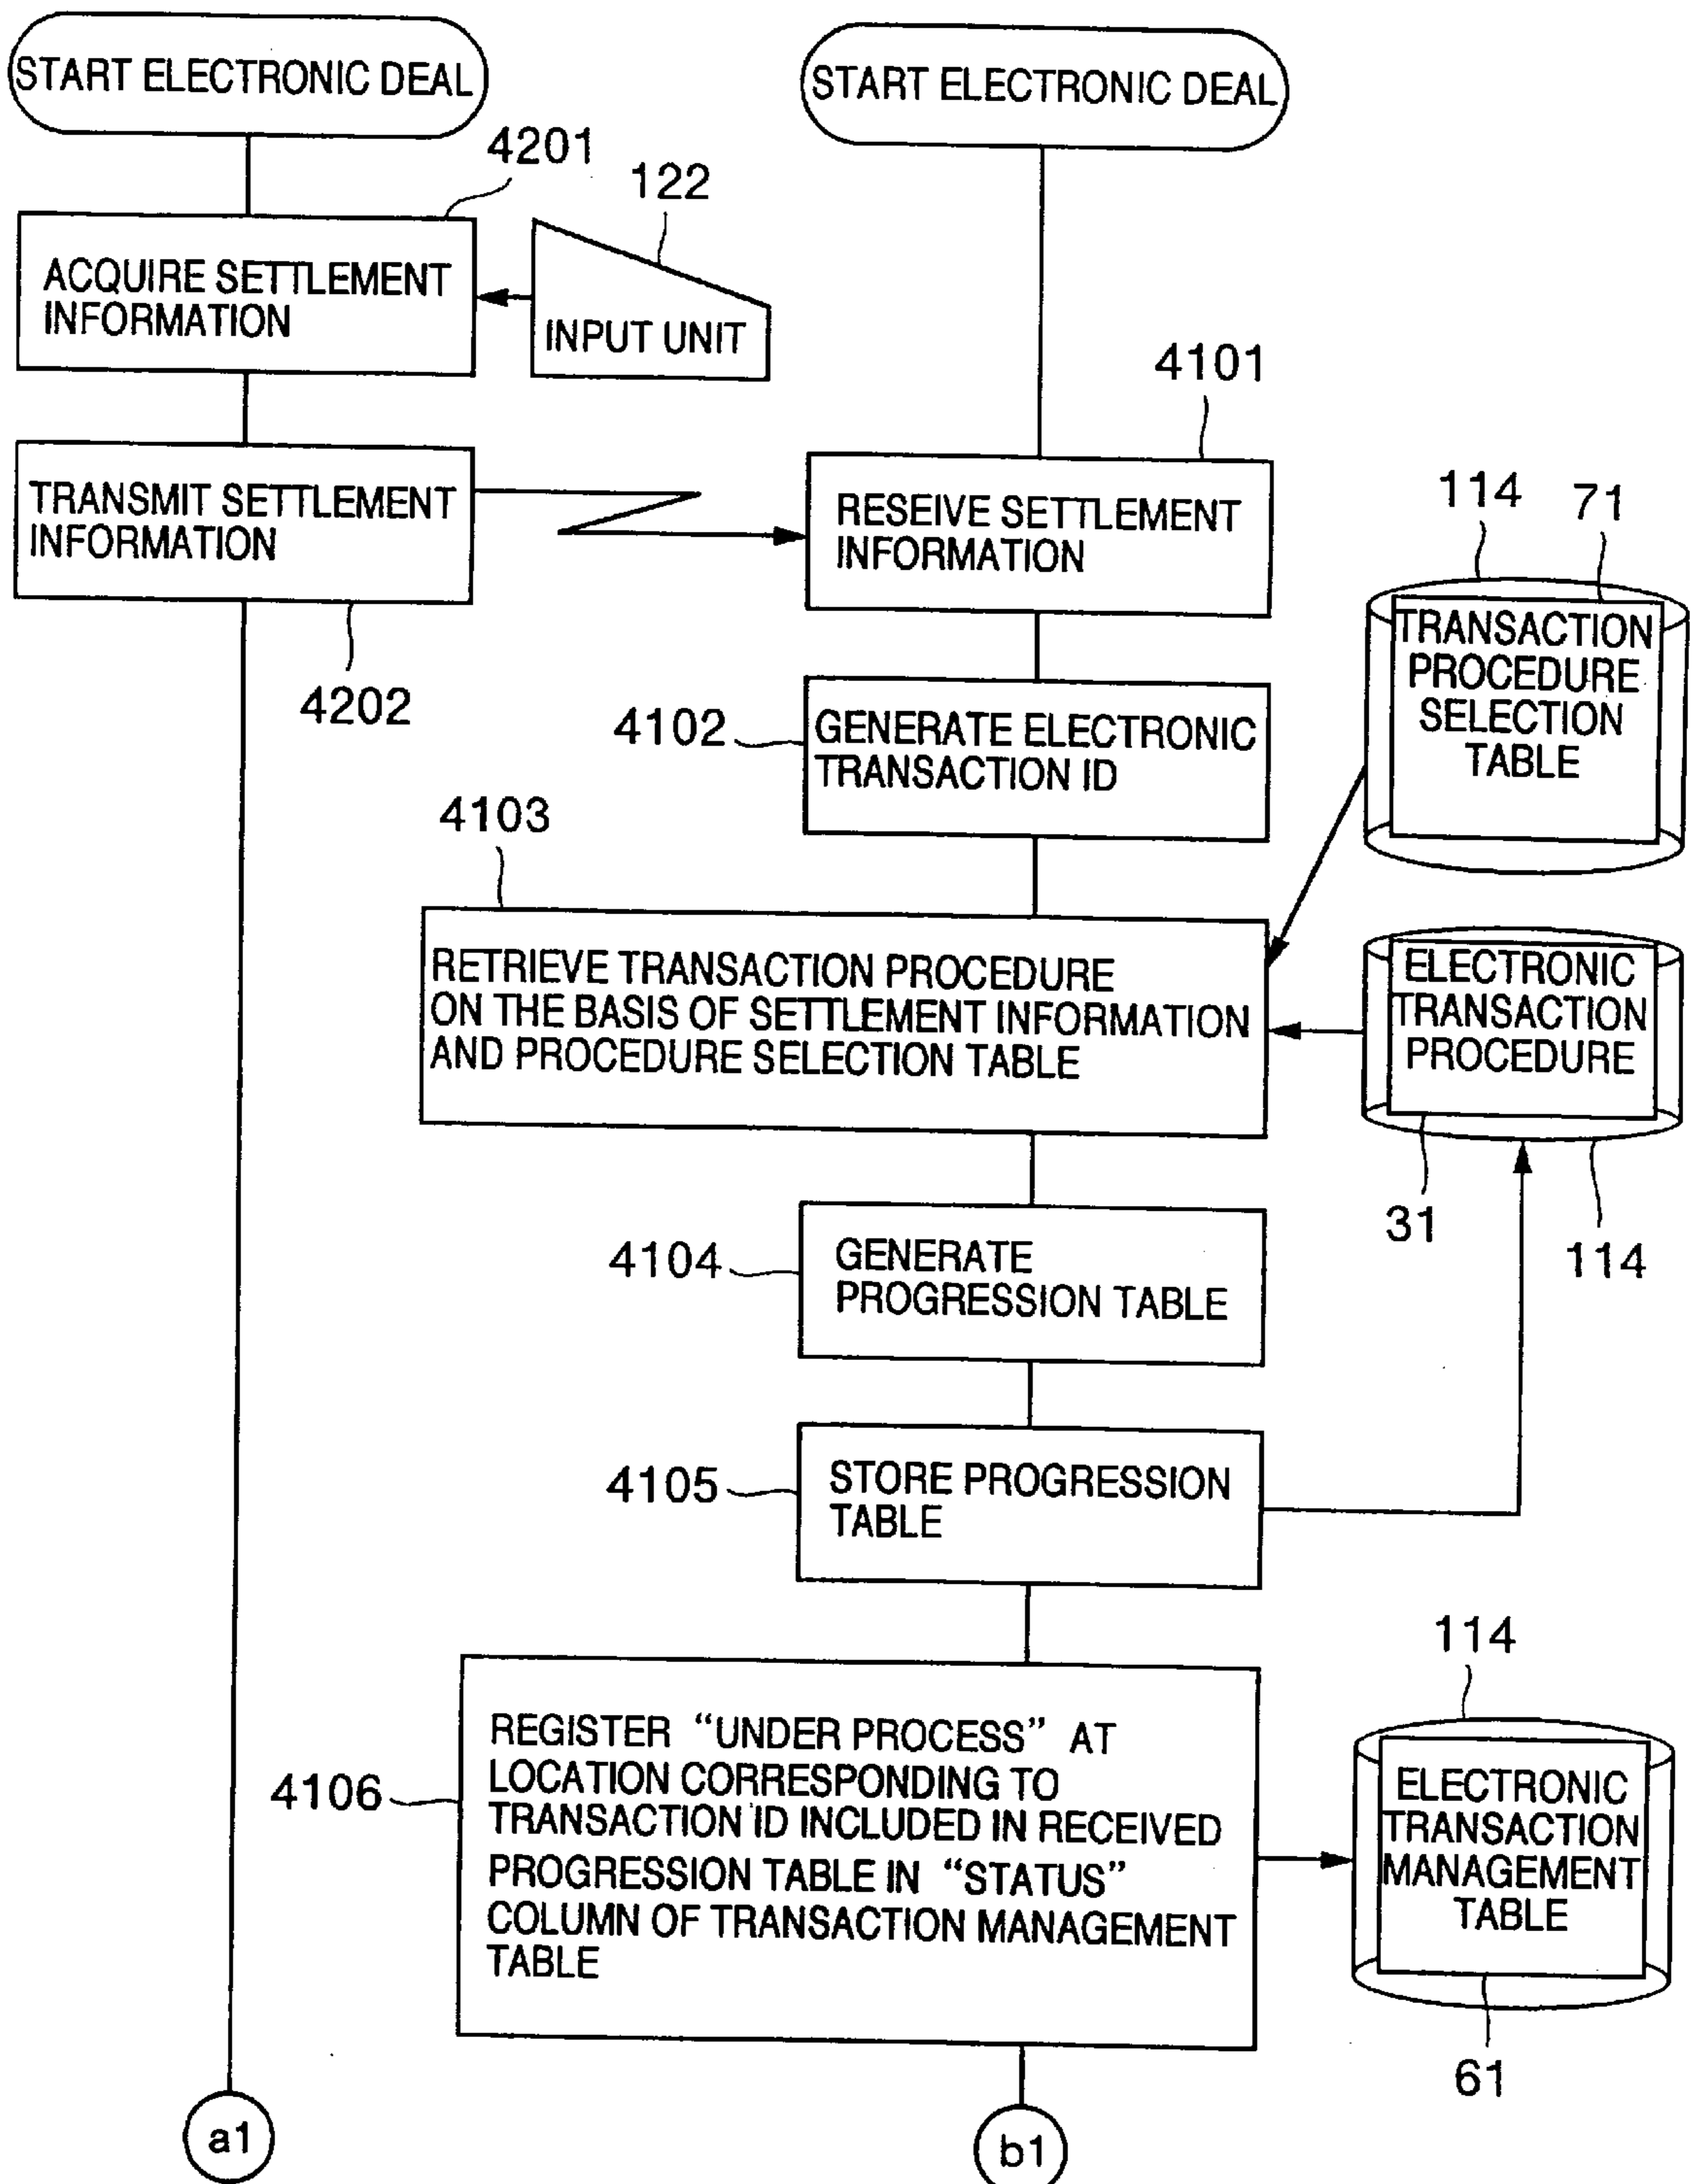 START ELECTRONIC DEAL
START ELECTRONIC DEAL
4201
122
ACQUIRE SETTLEMENT
INFORMATION
INPUT UNIT
4101
TRANSMIT SETTLEMENT
INFORMATION
RESEIVE SETTLEMENT
INFORMATION
114
71
TRANSACTION
PROCEDURE
SELECTION
TABLE
4202
4102
GENERATE ELECTRONIC
TRANSACTION ID
4103
RETRIEVE TRANSACTION PROCEDURE
ON THE BASIS OF SETTLEMENT INFORMATION
AND PROCEDURE SELECTION TABLE
ELECTRONIC
TRANSACTION
PROCEDURE
31
114
4104
GENERATE
PROGRESSION TABLE
4105
STORE PROGRESSION
TABLE
114
4106
REGISTER “UNDER PROCESS” AT
LOCATION CORRESPONDING TO
TRANSACTION ID INCLUDED IN RECEIVED
PROGRESSION TABLE IN “STATUS”
COLUMN OF TRANSACTION MANAGEMENT
TABLE
ELECTRONIC
TRANSACTION
MANAGEMENT
TABLE
61
a1
b1